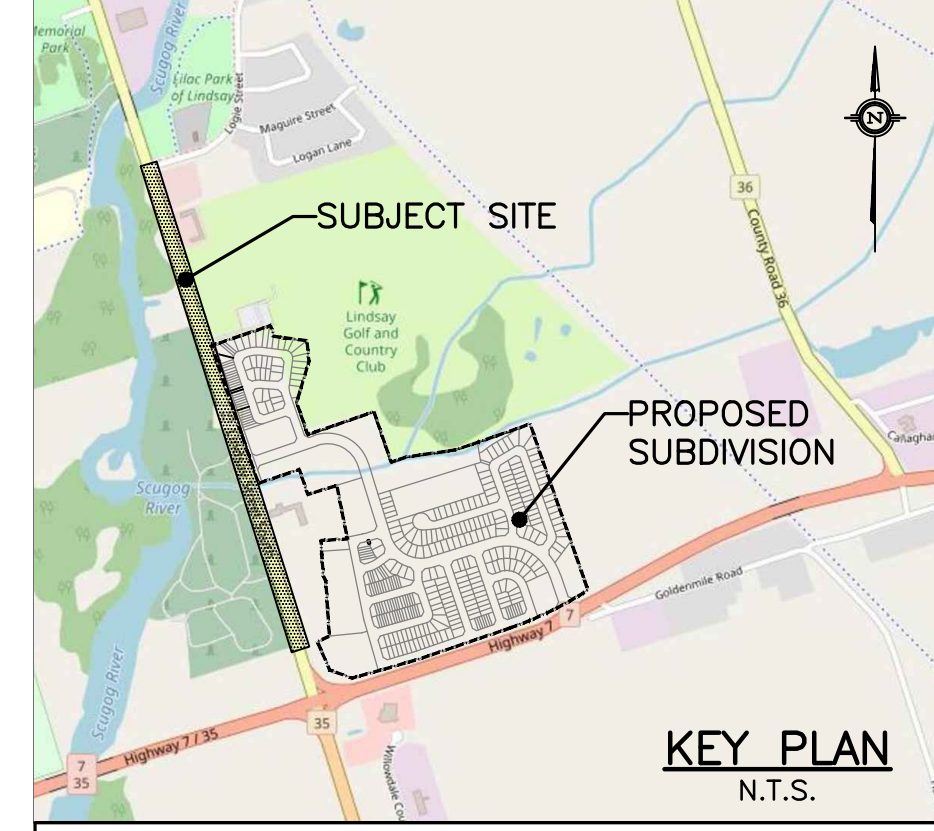 Memorial
Park
Scugog River
Lilac Park
of Lindsay
Logie Street
Maguire Street
Logan Lane
N
36
County Road 36
SUBJECT SITE
Lindsay
Golf and
Country
Club
PROPOSED
SUBDIVISION
Callaghan
Scugog
River
Goldenmile Road
7
Highway 7
Scugog River
35
Highway 7 / 35
7
35
Willowdale Cou
KEY PLAN
N.T.S.